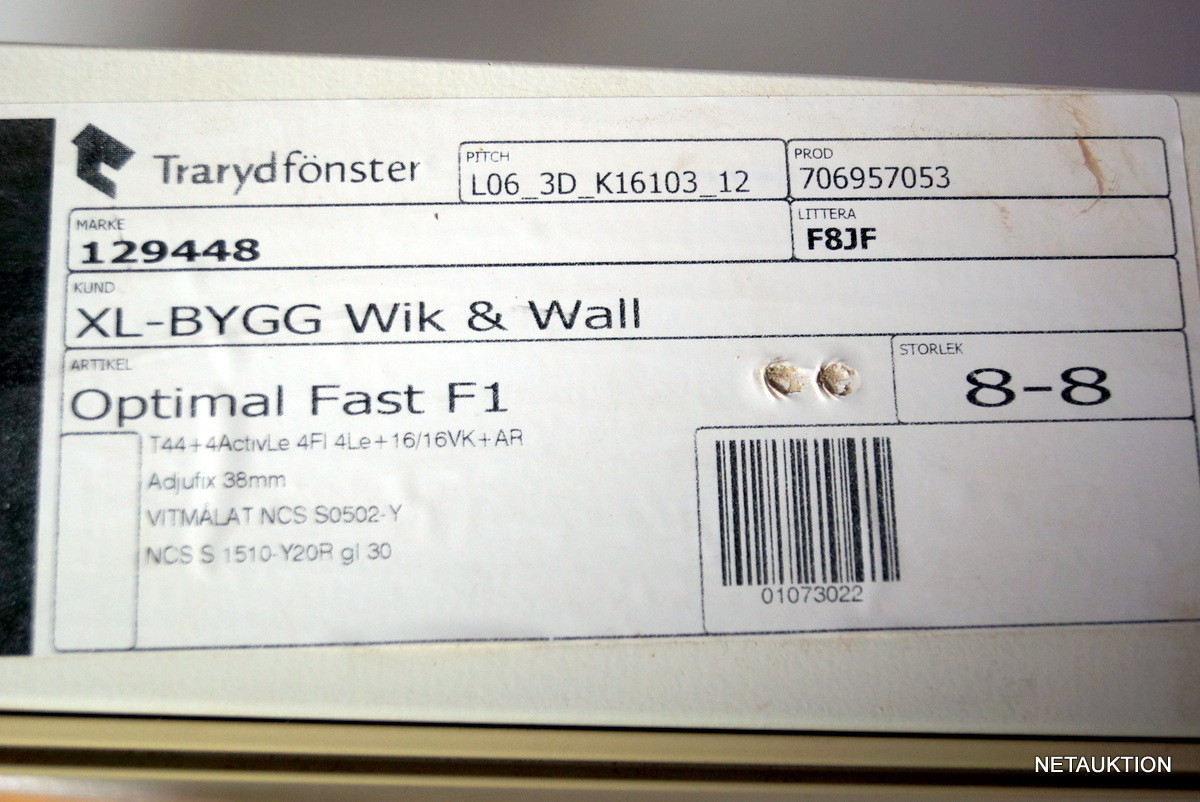 Trarydfönster
PITCH
L06_3D_K16103_12
PROD
706957053
MÄRKE
129448
LITTERA
F8JF
KUND
XL-BYGG Wik & Wall
ARTIKEL
Optimal Fast F1
STORLEK
8-8
T44+4ActivLe 4Fl 4Le+16/16VK+AR
Adjufix 38mm
VITMÅLAT NCS S0502-Y
NCS S 1510-Y20R gl 30
01073022
NETAUKTION